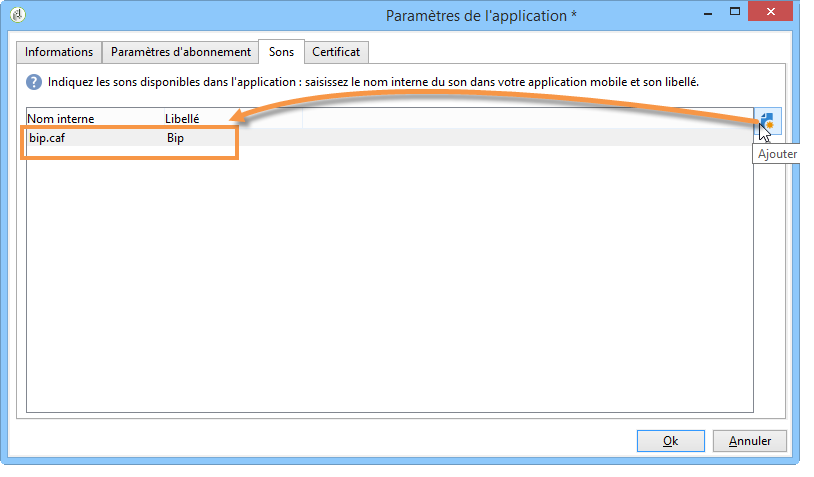 Paramètres de l'application *
Informations Paramètres d'abonnement Sons Certificat
? Indiquez les sons disponibles dans l'application : saisissez le nom interne du son dans votre application mobile et son libellé.
Nom interne Libellé
bip.caf Bip
Ajouter
Ok Annuler